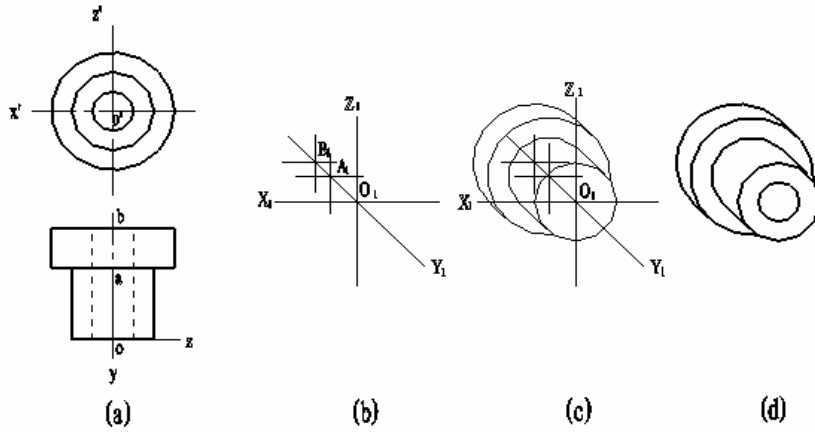 z'
x'
o'
b
a
o
z
y
(a)
Z₁
B₁
A₁
O₁
X₁
Y₁
(b)
Z₁
X₁
O₁
Y₁
(c)
(d)